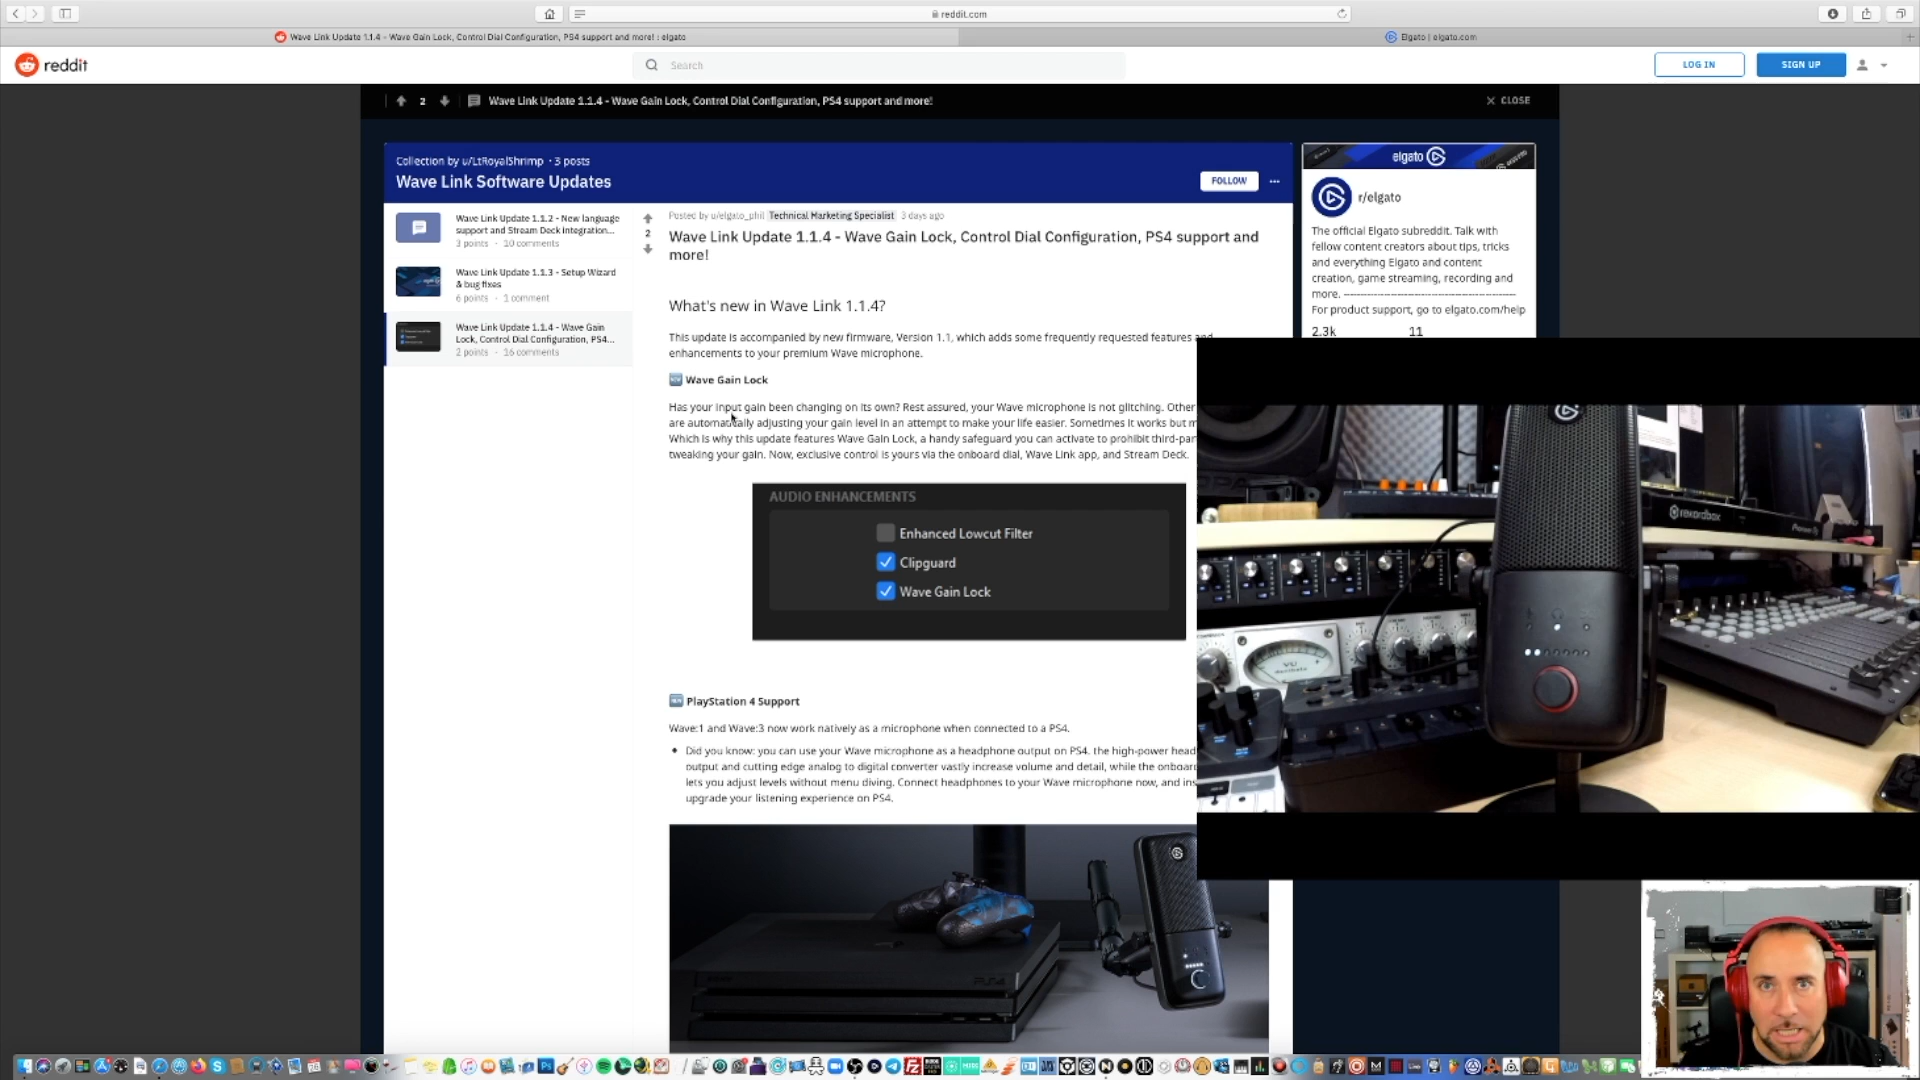 reddit.com
Wave Link Update 1.1.4 - Wave Gain Lock, Control Dial Configuration, PS4 support and more! : elgato
Elgato | elgato.com
reddit
Search
LOG IN
SIGN UP
2
Wave Link Update 1.1.4 - Wave Gain Lock, Control Dial Configuration, PS4 support and more!
CLOSE
Collection by u/LtRoyalShrimp · 3 posts
Wave Link Software Updates
FOLLOW
Wave Link Update 1.1.2 - New language
support and Stream Deck integration...
3 points · 10 comments
Wave Link Update 1.1.3 - Setup Wizard
& bug fixes
6 points · 1 comment
Wave Link Update 1.1.4 - Wave Gain
Lock, Control Dial Configuration, PS4...
2 points · 16 comments
2
Posted by u/elgato_phil Technical Marketing Specialist 3 days ago
Wave Link Update 1.1.4 - Wave Gain Lock, Control Dial Configuration, PS4 support and
more!
What's new in Wave Link 1.1.4?
This update is accompanied by new firmware, Version 1.1, which adds some frequently requested features and
enhancements to your premium Wave microphone.
NEW Wave Gain Lock
Has your input gain been changing on its own? Rest assured, your Wave microphone is not glitching. Other
are automatically adjusting your gain level in an attempt to make your life easier. Sometimes it works but m
Which is why this update features Wave Gain Lock, a handy safeguard you can activate to prohibit third-par
tweaking your gain. Now, exclusive control is yours via the onboard dial, Wave Link app, and Stream Deck.
AUDIO ENHANCEMENTS
Enhanced Lowcut Filter
Clipguard
Wave Gain Lock
NEW PlayStation 4 Support
Wave:1 and Wave:3 now work natively as a microphone when connected to a PS4.
Did you know: you can use your Wave microphone as a headphone output on PS4. the high-power head
output and cutting edge analog to digital converter vastly increase volume and detail, while the onboar
lets you adjust levels without menu diving. Connect headphones to your Wave microphone now, and ins
upgrade your listening experience on PS4.
PS4
elgato
r/elgato
The official Elgato subreddit. Talk with
fellow content creators about tips, tricks
and everything Elgato and content
creation, game streaming, recording and
more. ----------------------------------------
For product support, go to elgato.com/help
2.3k 11
rekordbox
Pioneer DJ
VU